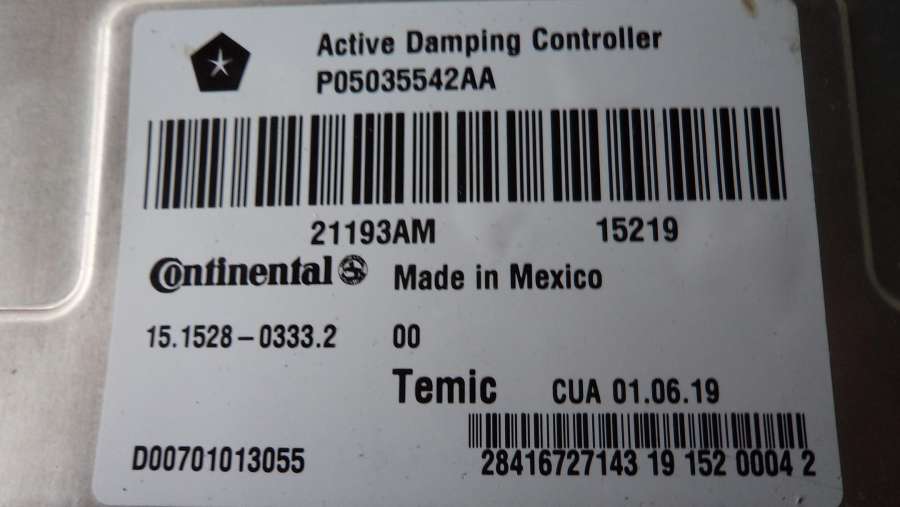 Active Damping Controller
P05035542AA
21193AM 15219
Continental Made in Mexico
15.1528-0333.2 00
Temic CUA 01.06.19
D00701013055 28416727143 19 152 0004 2